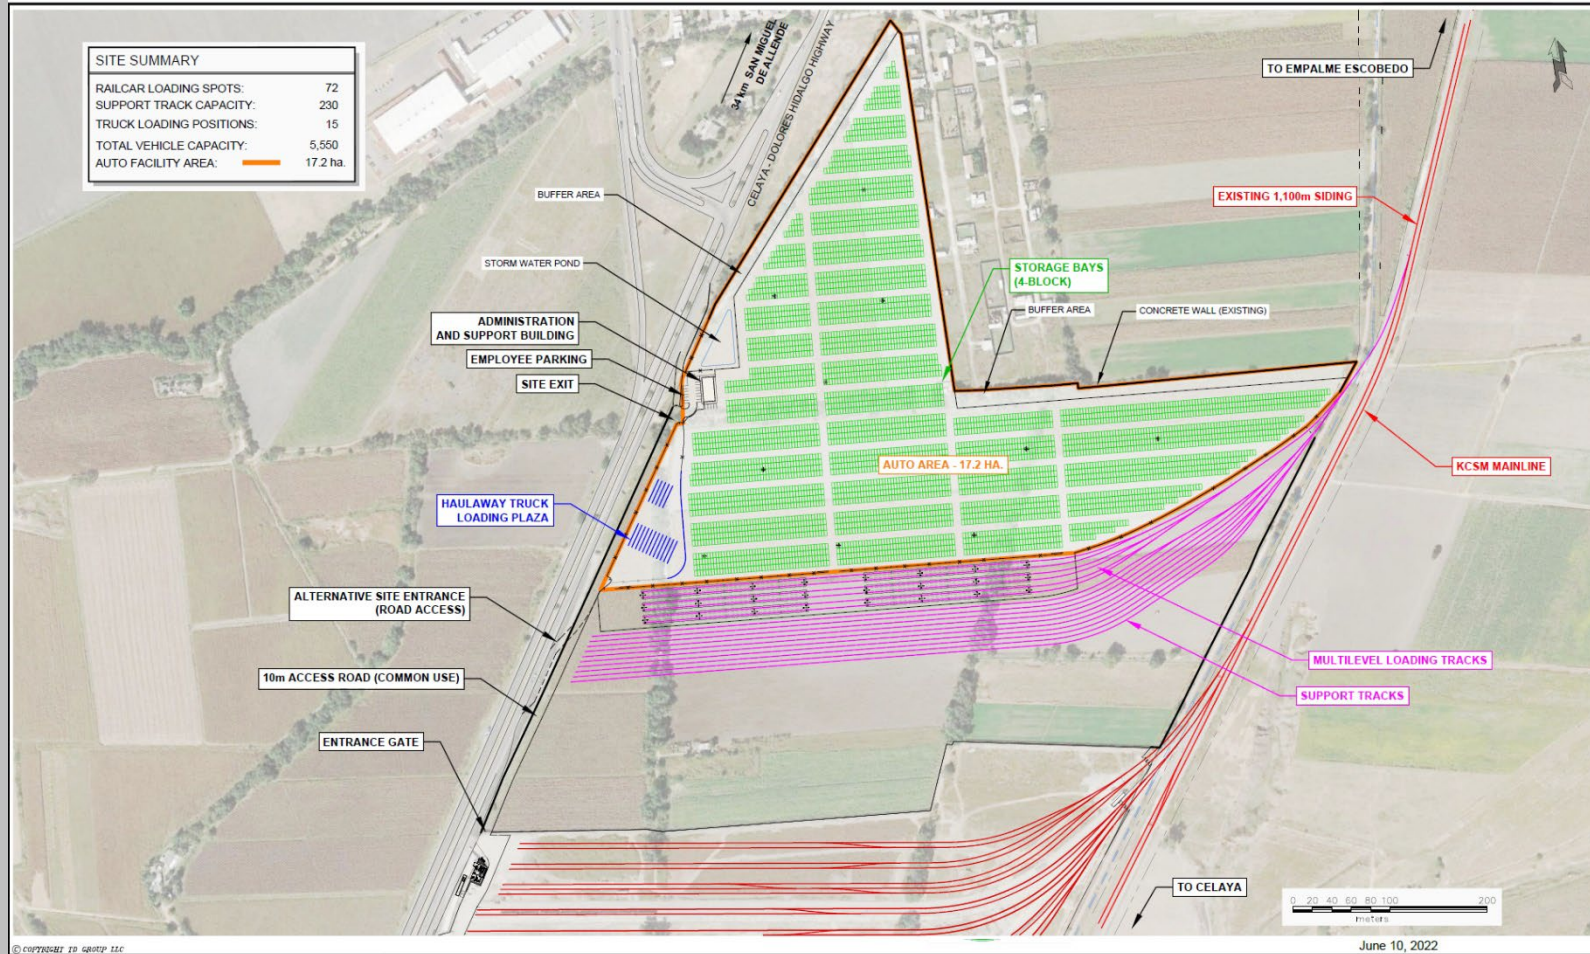 SITE SUMMARY
RAILCAR LOADING SPOTS: 72
SUPPORT TRACK CAPACITY: 230
TRUCK LOADING POSITIONS: 15
TOTAL VEHICLE CAPACITY: 5,550
AUTO FACILITY AREA: 17.2 ha.
34 km SAN MIGUEL
DE ALLENDE
CELAYA - DOLORES HIDALGO HIGHWAY
TO EMPALME ESCOBEDO
BUFFER AREA
EXISTING 1,100m SIDING
STORM WATER POND
STORAGE BAYS
(4-BLOCK)
BUFFER AREA
CONCRETE WALL (EXISTING)
ADMINISTRATION
AND SUPPORT BUILDING
EMPLOYEE PARKING
SITE EXIT
AUTO AREA - 17.2 HA.
KCSM MAINLINE
HAULAWAY TRUCK
LOADING PLAZA
ALTERNATIVE SITE ENTRANCE
(ROAD ACCESS)
MULTILEVEL LOADING TRACKS
10m ACCESS ROAD (COMMON USE)
SUPPORT TRACKS
ENTRANCE GATE
TO CELAYA
0 20 40 60 80 100 200
meters
© COPYRIGHT TD GROUP LLC
June 10, 2022